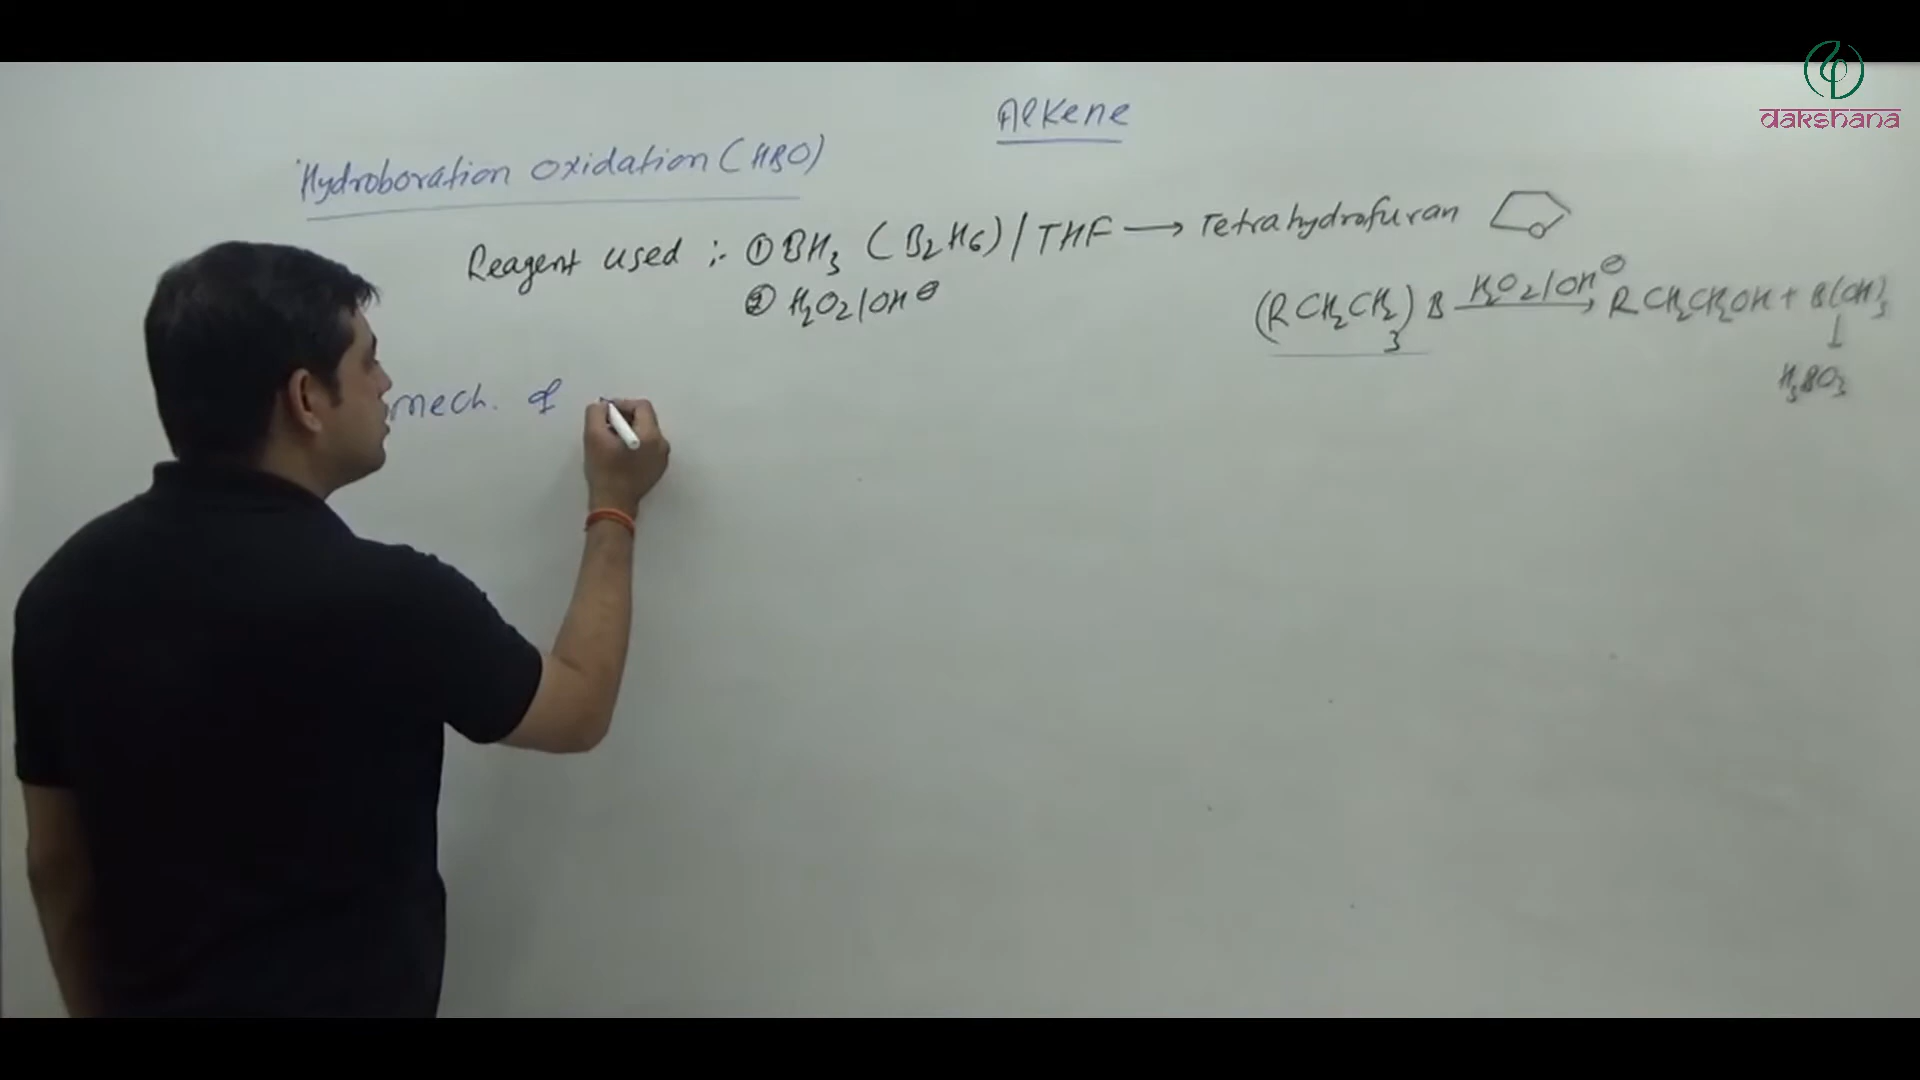 dakshana
Alkene
Hydroboration Oxidation (HBO)
Reagent used :- ① BH₃ (B₂H₆) / THF → Tetrahydrofuran
② H₂O₂ / OH⊖
(RCH₂CH₂)₃ B H₂O₂/OH⊖ → RCH₂CH₂OH + B(OH)₃
↓
H₃BO₃
mech. of